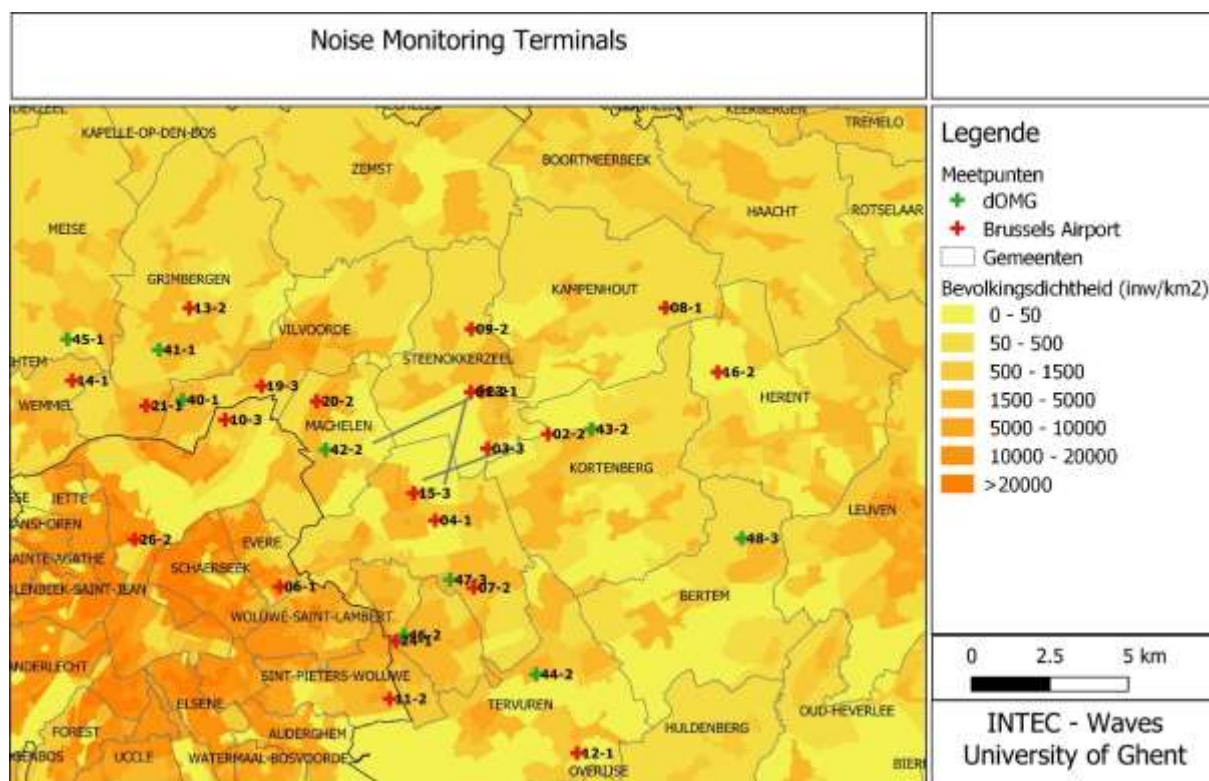 Noise Monitoring Terminals
KAPELLE-OP-DEN-BOS
KEERBERGEN
TREMELO
BOORTMEERBEEK
ZEMST
HAACHT
ROTSELAAR
MEISE
GRIMBERGEN
KAMPENHOUT
13-2
08-1
VILVOORDE
09-2
45-1
41-1
STEENOKKERZEEL
14-1
16-2
19-3
HERENT
WEMMEL
21-1
40-1
20-2
10-3
MACHELEN
02-2
43-2
42-2
03-3
KORTENBERG
JETTE
15-3
LEUVEN
04-1
26-2
EVERE
48-3
SCHAERBEEK
47-3
06-1
07-2
BERTEM
WOLUWE-SAINT-LAMBERT
24-1
SINT-PIETERS-WOLUWE
44-2
11-2
ELSENE
TERVUREN
OUD-HEVERLEE
FOREST
AUDERGHEM
HULDENBERG
UCCLE
WATERMAAL-BOSVOORDE
12-1
OVERIJSE
Legende
Meetpunten
dOMG
Brussels Airport
Gemeenten
Bevolkingsdichtheid (inw/km2)
0 - 50
50 - 500
500 - 1500
1500 - 5000
5000 - 10000
10000 - 20000
>20000
0 2.5 5 km
INTEC - Waves
University of Ghent